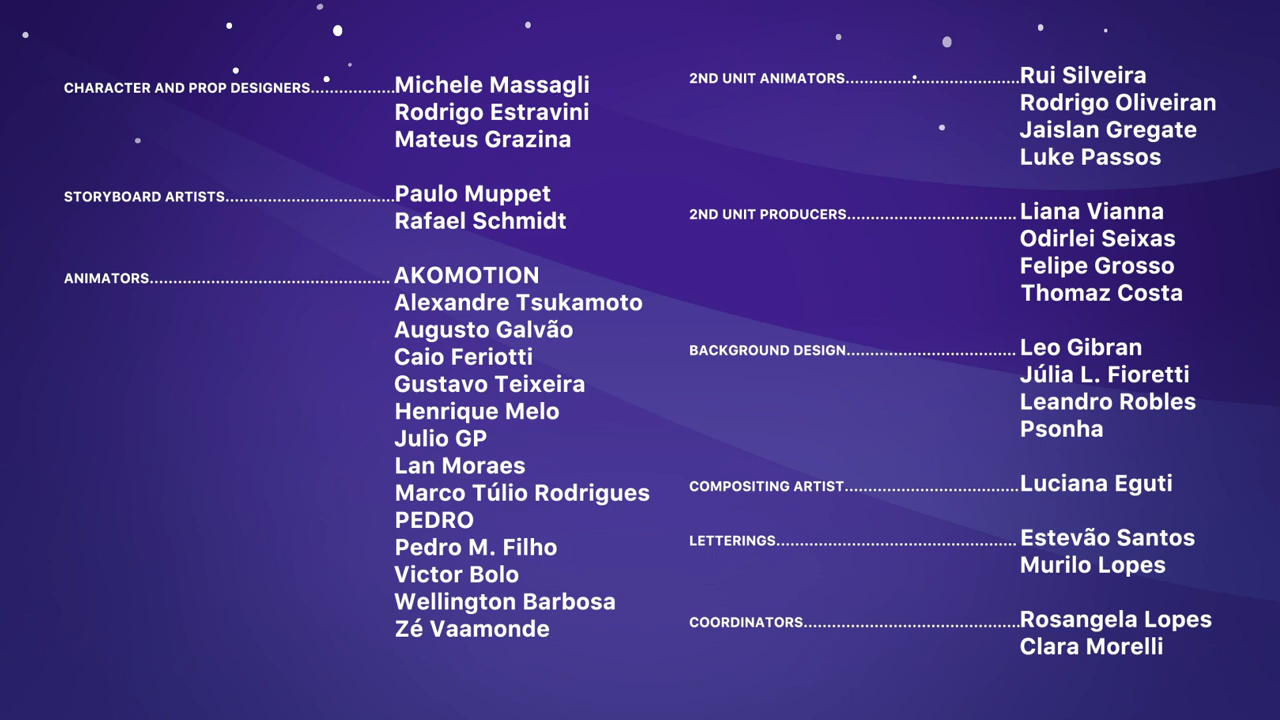 CHARACTER AND PROP DESIGNERS..................Michele Massagli
Rodrigo Estravini
Mateus Grazina
STORYBOARD ARTISTS....................................Paulo Muppet
Rafael Schmidt
ANIMATORS................................................... AKOMOTION
Alexandre Tsukamoto
Augusto Galvão
Caio Feriotti
Gustavo Teixeira
Henrique Melo
Julio GP
Lan Moraes
Marco Túlio Rodrigues
PEDRO
Pedro M. Filho
Victor Bolo
Wellington Barbosa
Zé Vaamonde
2ND UNIT ANIMATORS.....................................Rui Silveira
Rodrigo Oliveiran
Jaislan Gregate
Luke Passos
2ND UNIT PRODUCERS.................................... Liana Vianna
Odirlei Seixas
Felipe Grosso
Thomaz Costa
BACKGROUND DESIGN.................................... Leo Gibran
Júlia L. Fioretti
Leandro Robles
Psonha
COMPOSITING ARTIST.....................................Luciana Eguti
LETTERINGS................................................... Estevão Santos
Murilo Lopes
COORDINATORS..............................................Rosangela Lopes
Clara Morelli